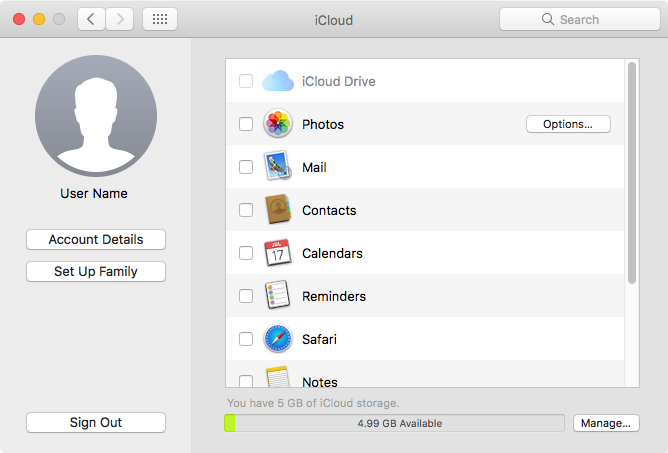 iCloud
Search
User Name
Account Details
Set Up Family
Sign Out
iCloud Drive
Photos
Options...
Mail
Contacts
JUL
17
Calendars
Reminders
Safari
Notes
You have 5 GB of iCloud storage.
4.99 GB Available
Manage...